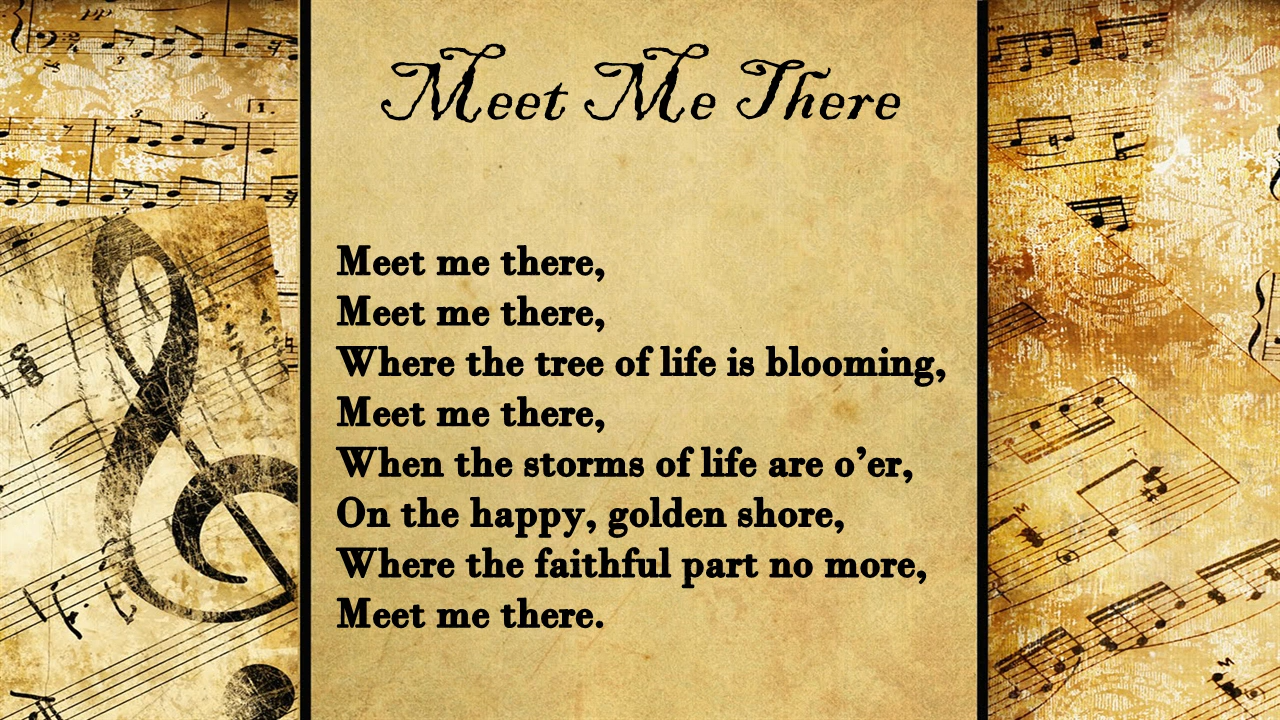 Meet Me There
Meet me there,
Meet me there,
Where the tree of life is blooming,
Meet me there,
When the storms of life are o’er,
On the happy, golden shore,
Where the faithful part no more,
Meet me there.